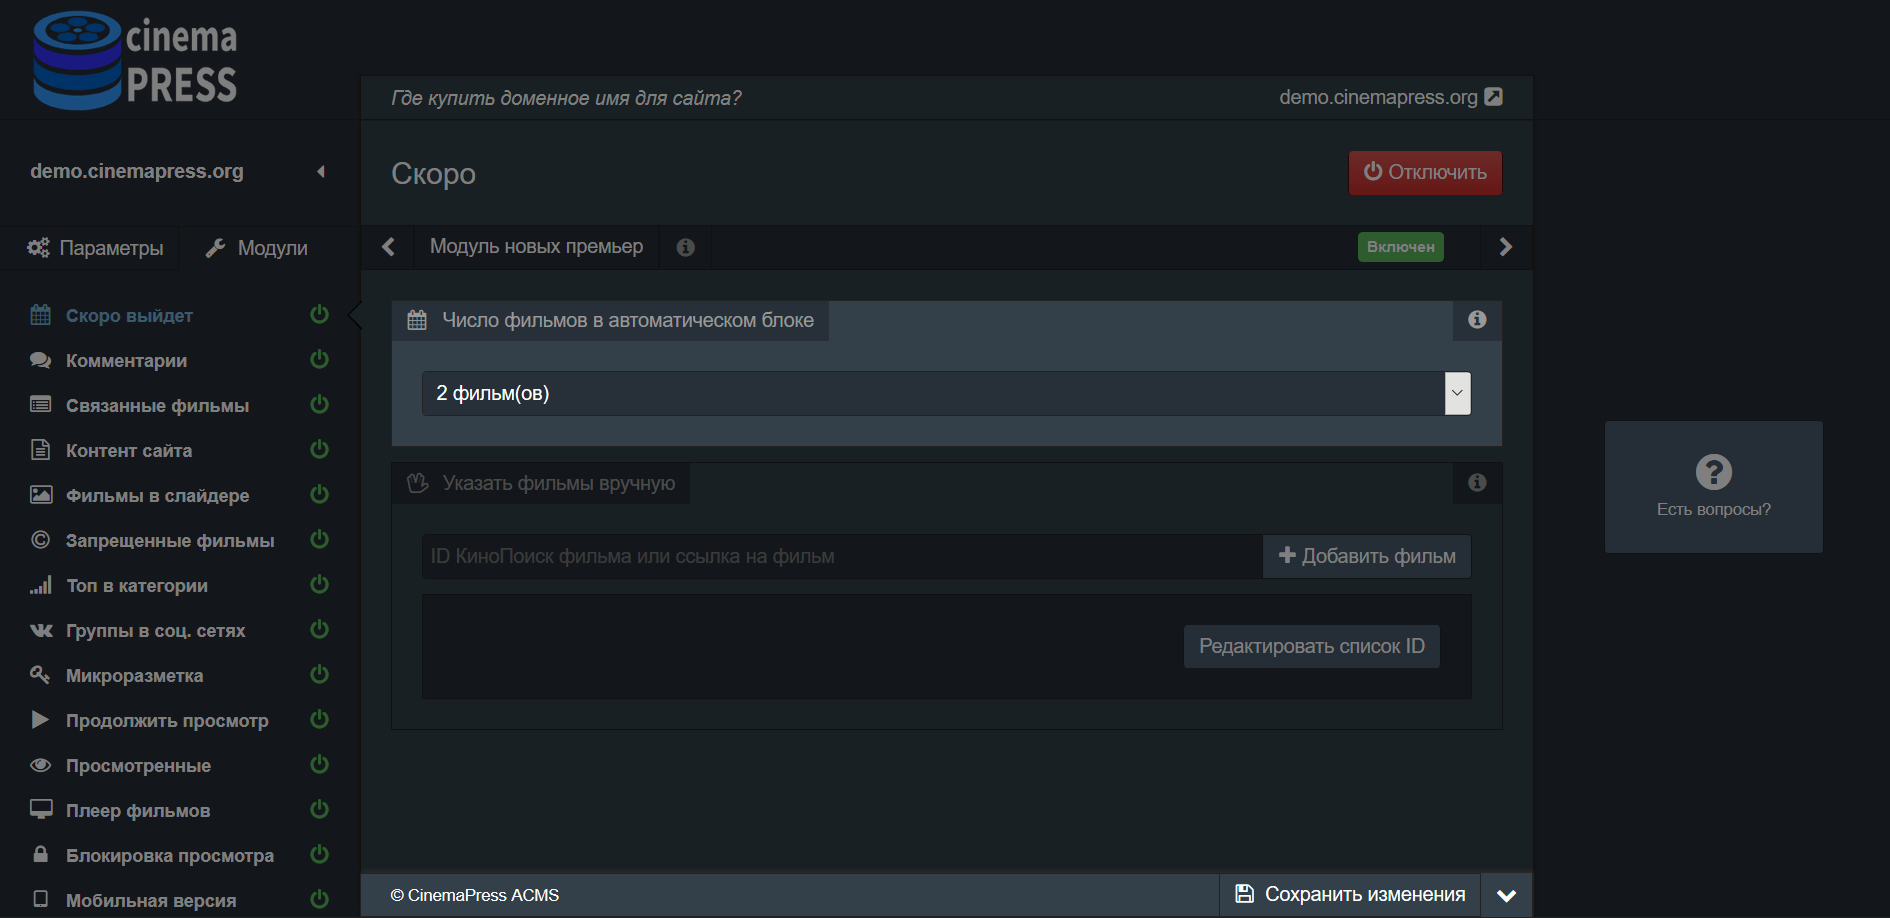 cinema
PRESS
Где купить доменное имя для сайта?
demo.cinemapress.org
demo.cinemapress.org
Скоро
Отключить
Параметры
Модули
Модуль новых премьер
Включен
Скоро выйдет
Комментарии
Связанные фильмы
Контент сайта
Фильмы в слайдере
Запрещенные фильмы
Топ в категории
Группы в соц. сетях
Микроразметка
Продолжить просмотр
Просмотренные
Плеер фильмов
Блокировка просмотра
Мобильная версия
Число фильмов в автоматическом блоке
2 фильм(ов)
Указать фильмы вручную
ID КиноПоиск фильма или ссылка на фильм
Добавить фильм
Редактировать список ID
Есть вопросы?
© CinemaPress ACMS
Сохранить изменения